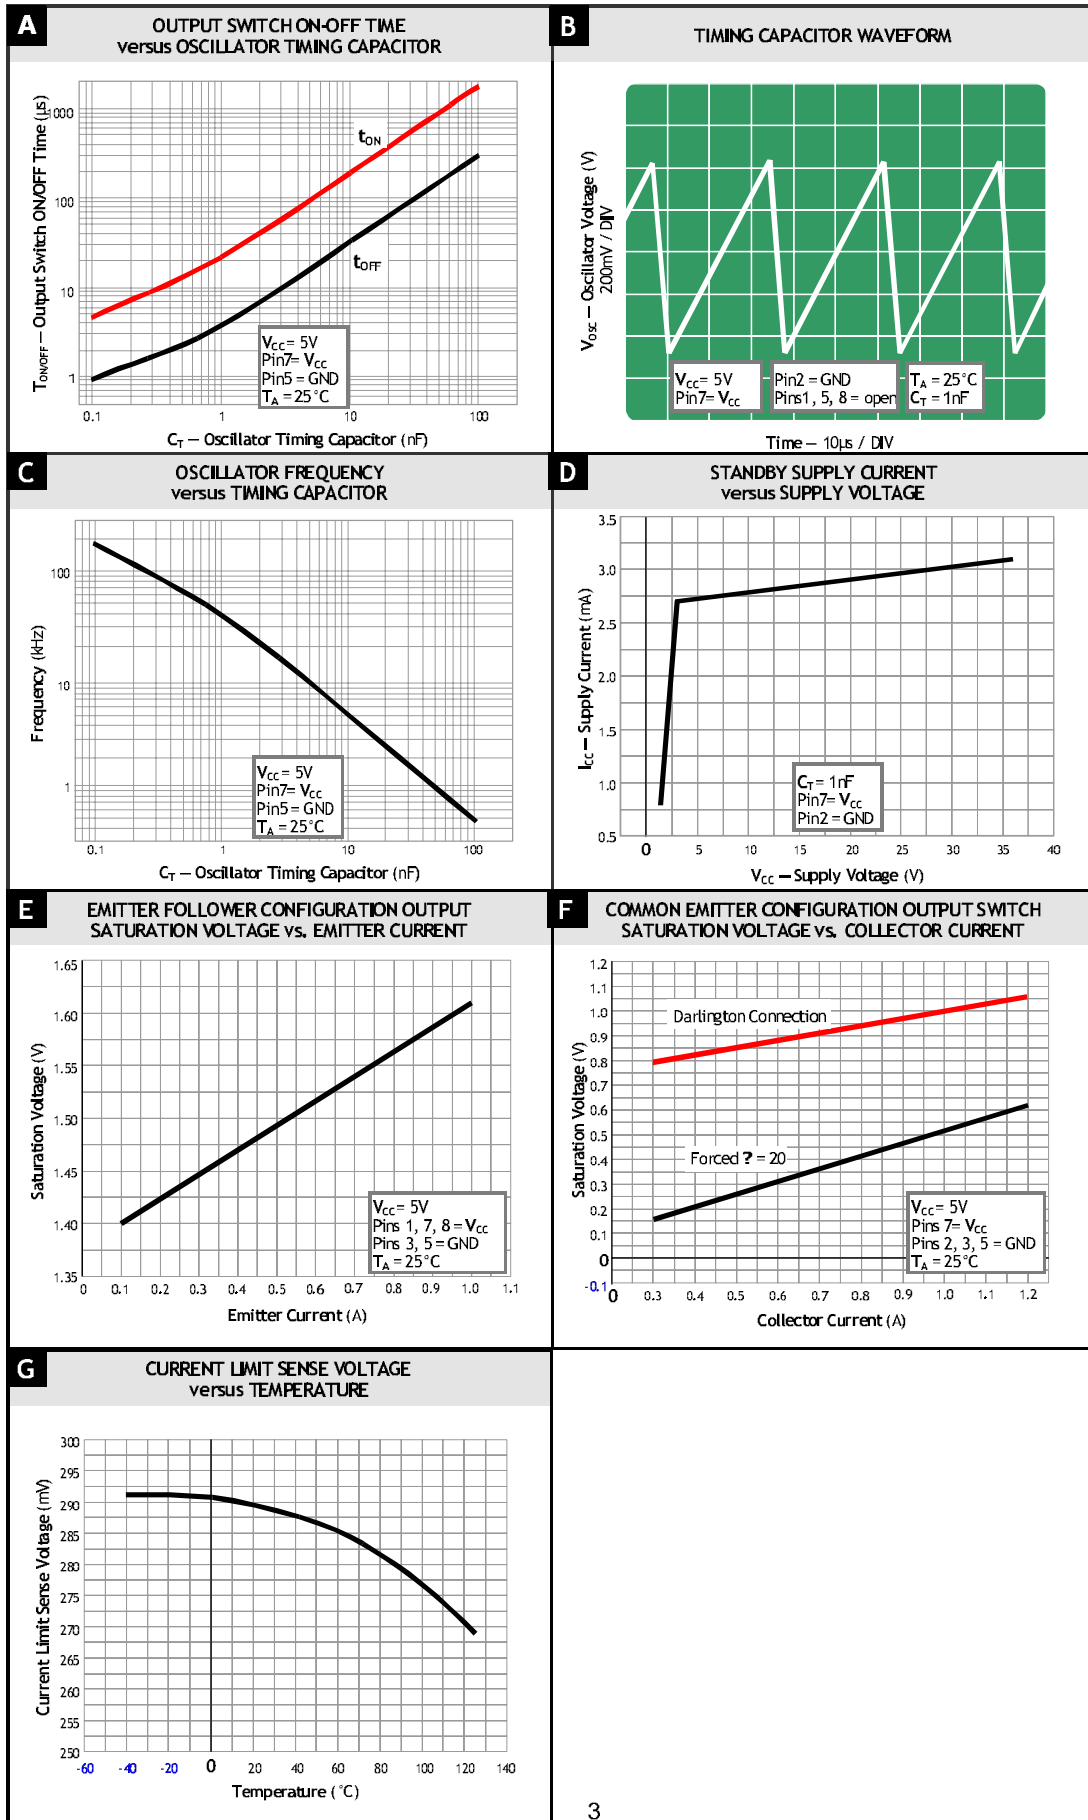 A
OUTPUT SWITCH ON-OFF TIME
versus OSCILLATOR TIMING CAPACITOR
TON/OFF — Output Switch ON/OFF Time (µs)
1000
100
10
1
tON
tOFF
VCC = 5V
Pin7= VCC
Pin5 = GND
TA = 25°C
0.1 1 10 100
CT — Oscillator Timing Capacitor (nF)
B
TIMING CAPACITOR WAVEFORM
VOSC — Oscillator Voltage (V)
200mV / DIV
VCC = 5V
Pin7= VCC
Pin2 = GND
Pins1, 5, 8 = open
TA = 25°C
CT = 1nF
Time — 10µs / DIV
C
OSCILLATOR FREQUENCY
versus TIMING CAPACITOR
Frequency (kHz)
100
10
1
VCC = 5V
Pin7= VCC
Pin5 = GND
TA = 25°C
0.1 1 10 100
CT — Oscillator Timing Capacitor (nF)
D
STANDBY SUPPLY CURRENT
versus SUPPLY VOLTAGE
ICC — Supply Current (mA)
3.5
3.0
2.5
2.0
1.5
1.0
0.5
CT = 1nF
Pin7= VCC
Pin2 = GND
0 5 10 15 20 25 30 35 40
VCC — Supply Voltage (V)
E
EMITTER FOLLOWER CONFIGURATION OUTPUT
SATURATION VOLTAGE vs. EMITTER CURRENT
Saturation Voltage (V)
1.65
1.60
1.55
1.50
1.45
1.40
1.35
VCC = 5V
Pins 1, 7, 8 = VCC
Pins 3, 5 = GND
TA = 25°C
0 0.1 0.2 0.3 0.4 0.5 0.6 0.7 0.8 0.9 1.0 1.1
Emitter Current (A)
F
COMMON EMITTER CONFIGURATION OUTPUT SWITCH
SATURATION VOLTAGE vs. COLLECTOR CURRENT
Saturation Voltage (V)
1.2
1.1
1.0
0.9
0.8
0.7
0.6
0.5
0.4
0.3
0.2
0.1
0
-0.1
Darlington Connection
Forced ? = 20
VCC = 5V
Pins 7= VCC
Pins 2, 3, 5 = GND
TA = 25°C
0 0.3 0.4 0.5 0.6 0.7 0.8 0.9 1.0 1.1 1.2
Collector Current (A)
G
CURRENT LIMIT SENSE VOLTAGE
versus TEMPERATURE
Current Limit Sense Voltage (mV)
300
295
290
285
280
275
270
265
260
255
250
-60 -40 -20 0 20 40 60 80 100 120 140
Temperature (°C)
3